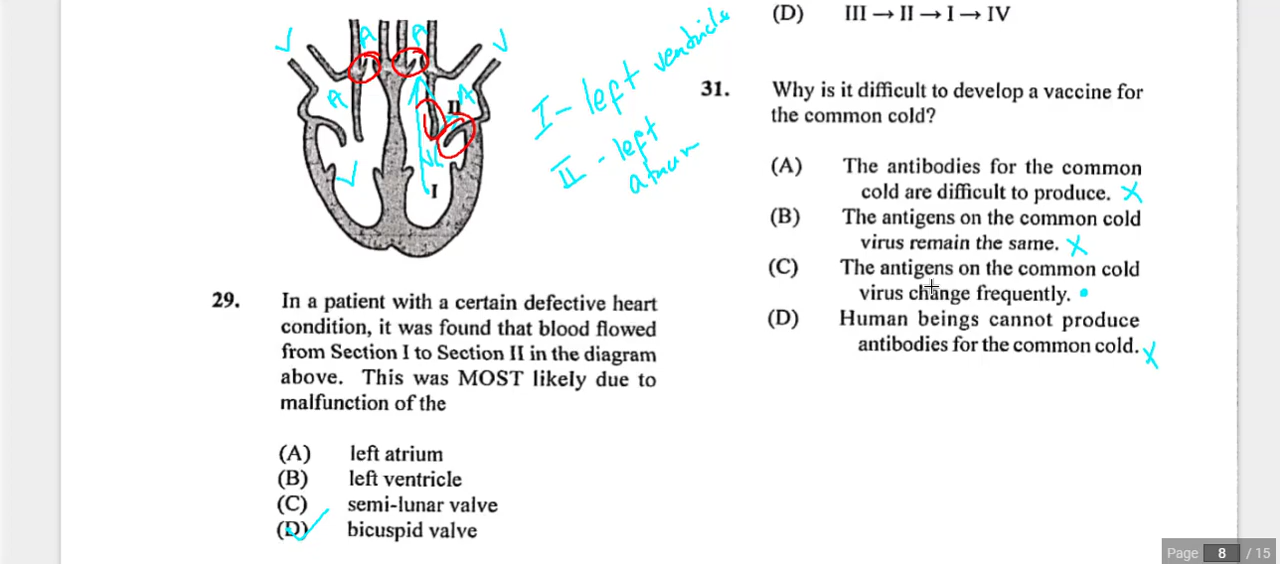 A
A
A
A
II
I
I - left ventricle
II - left atrium
29. In a patient with a certain defective heart
condition, it was found that blood flowed
from Section I to Section II in the diagram
above. This was MOST likely due to
malfunction of the
(A) left atrium
(B) left ventricle
(C) semi-lunar valve
(D) bicuspid valve
(D) III → II → I → IV
31. Why is it difficult to develop a vaccine for
the common cold?
(A) The antibodies for the common
cold are difficult to produce.
(B) The antigens on the common cold
virus remain the same.
(C) The antigens on the common cold
virus change frequently.
(D) Human beings cannot produce
antibodies for the common cold.
Page 8 / 15